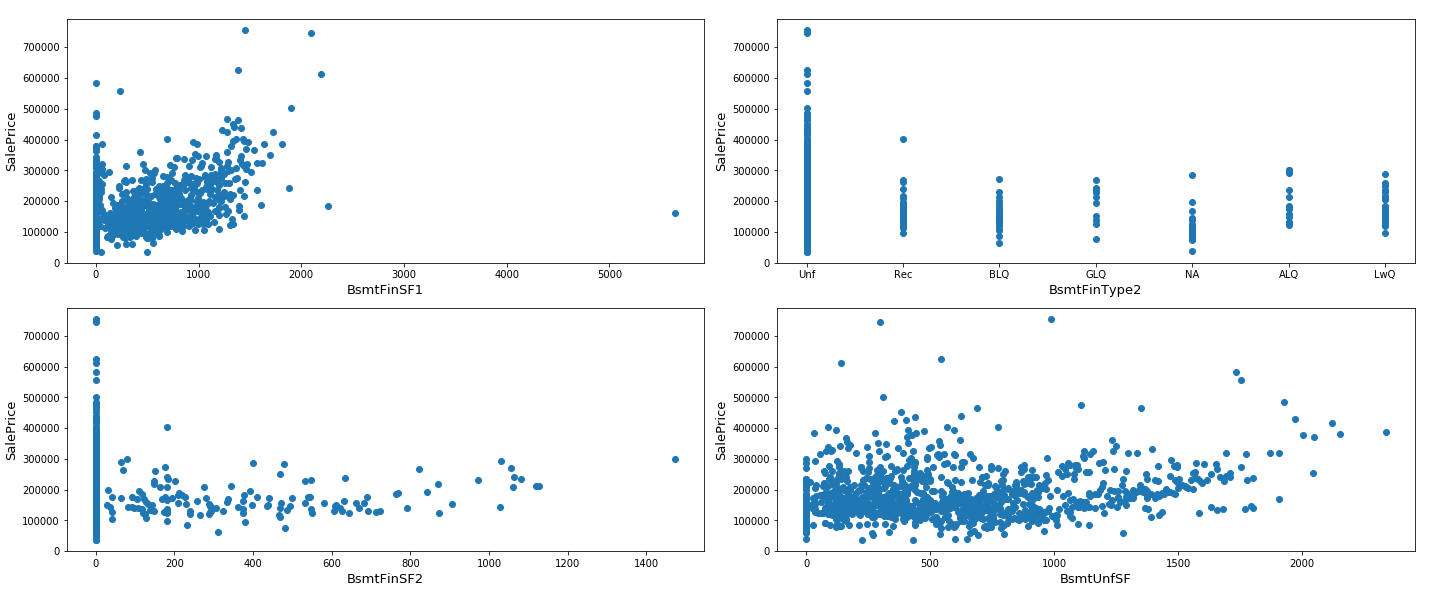 700000
600000
500000
400000
300000
200000
100000
0
SalePrice
0 1000 2000 3000 4000 5000
BsmtFinSF1
700000
600000
500000
400000
300000
200000
100000
0
SalePrice
Unf Rec BLQ GLQ NA ALQ LwQ
BsmtFinType2
700000
600000
500000
400000
300000
200000
100000
0
SalePrice
0 200 400 600 800 1000 1200 1400
BsmtFinSF2
700000
600000
500000
400000
300000
200000
100000
0
SalePrice
0 500 1000 1500 2000
BsmtUnfSF